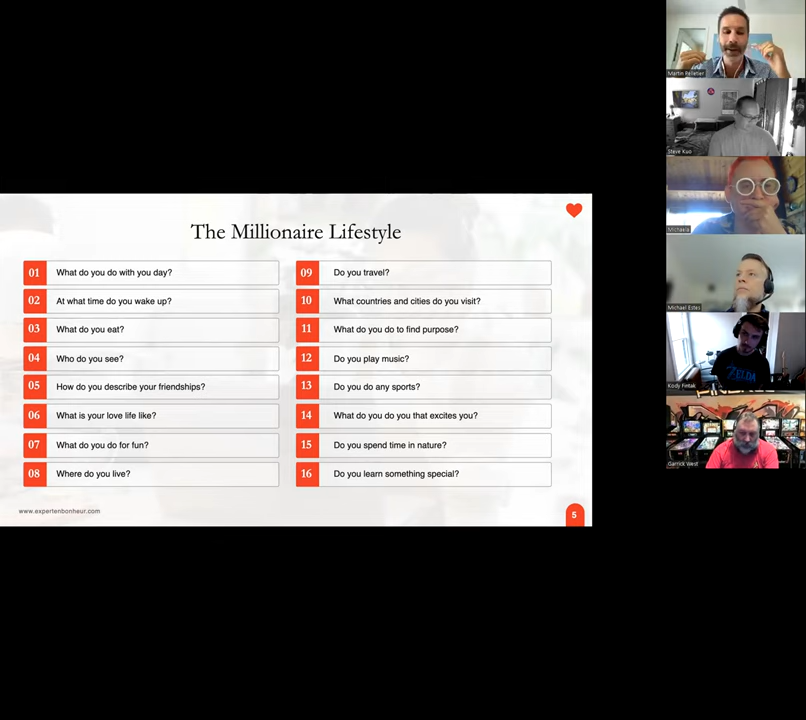 The Millionaire Lifestyle
01 What do you do with you day?
02 At what time do you wake up?
03 What do you eat?
04 Who do you see?
05 How do you describe your friendships?
06 What is your love life like?
07 What do you do for fun?
08 Where do you live?
09 Do you travel?
10 What countries and cities do you visit?
11 What do you do to find purpose?
12 Do you play music?
13 Do you do any sports?
14 What do you do you that excites you?
15 Do you spend time in nature?
16 Do you learn something special?
www.expertenbonheur.com
5
Martin Pelletier
Steve Kuo
Michaela
Michael Estes
ZELDA
Kody Fintak
Garrick West